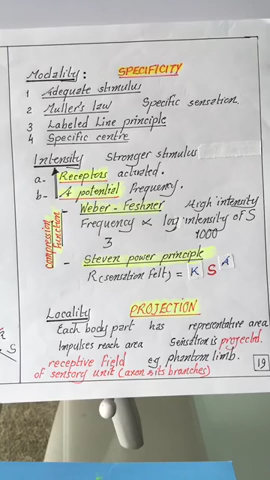 Modality: SPECIFICITY
1 Adequate stimulus
2 Muller's law Specific sensation.
3 Labeled Line principle
4 Specific centre
Intensity Stronger stimulus
a- Receptors actuated.
b- A potential frequency.
- Weber-Feshner High intensity
Frequency ∝ log intensity of S
3 1000
compression function
- Steven power principle
R (sensation felt) = K S A
Locality PROJECTION
Each body part has representative area
Impulses reach area Sensation is projected.
receptive field eg phantom limb.
of sensory unit (axon & its branches)
19
S